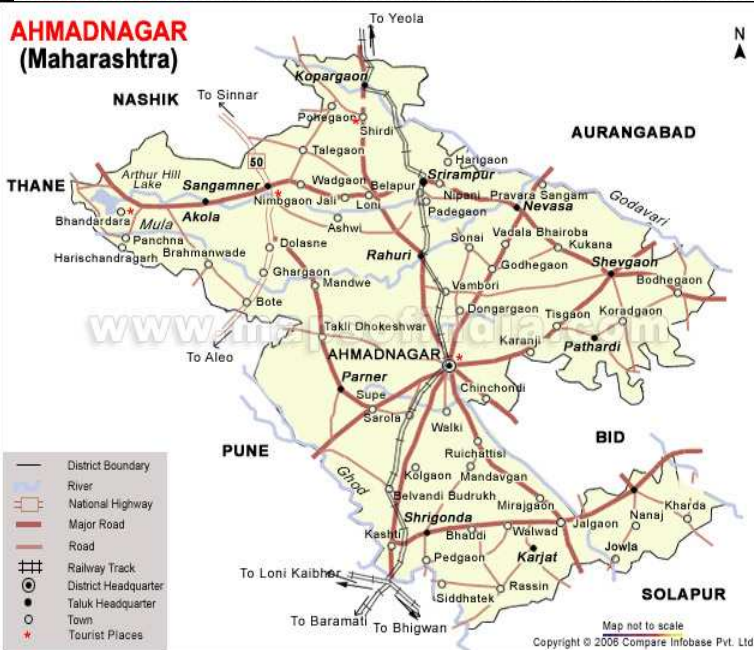 AHMADNAGAR
(Maharashtra)
To Yeola
N
Kopargaon
NASHIK
To Sinnar
Pohegaon
Shirdi
AURANGABAD
Talegaon
Harigaon
50
THANE
Arthur Hill
Lake
Sangamner
Wadgaon
Belapur
Srirampur
Nipani
Pravara Sangam
Godavari
Nimbgaon Jali
Loni
Padegaon
Nevasa
Bhandardara
Akola
Mula
Ashwi
Panchna
Harischandragarh
Brahmanwade
Dolasne
Rahuri
Sonai
Vadala Bhairoba
Kukana
Ghargaon
Godhegaon
Shevgaon
Mandwe
Vambori
Bodhegaon
Bote
Dongargaon
Tisgaon
Koradgaon
www.mapsofindia.com
Takli Dhokeshwar
To Aleo
AHMADNAGAR
Karanji
Pathardi
Parner
Chinchondi
Supe
Sarola
Walki
PUNE
BID
Ruichattisi
Ghod
Kolgaon
Mandavgan
Belvandi Budrukh
Mirajgaon
Kharda
Shrigonda
Nanaj
Bhaudi
Walwad
Jalgaon
Kashti
Karjat
Jowla
Pedgaon
To Loni Kaibhor
Siddhatek
Rassin
SOLAPUR
To Baramati
To Bhigwan
District Boundary
River
National Highway
Major Road
Road
Railway Track
District Headquarter
Taluk Headquarter
Town
Tourist Places
Map not to scale
Copyright © 2006 Compare Infobase Pvt. Ltd